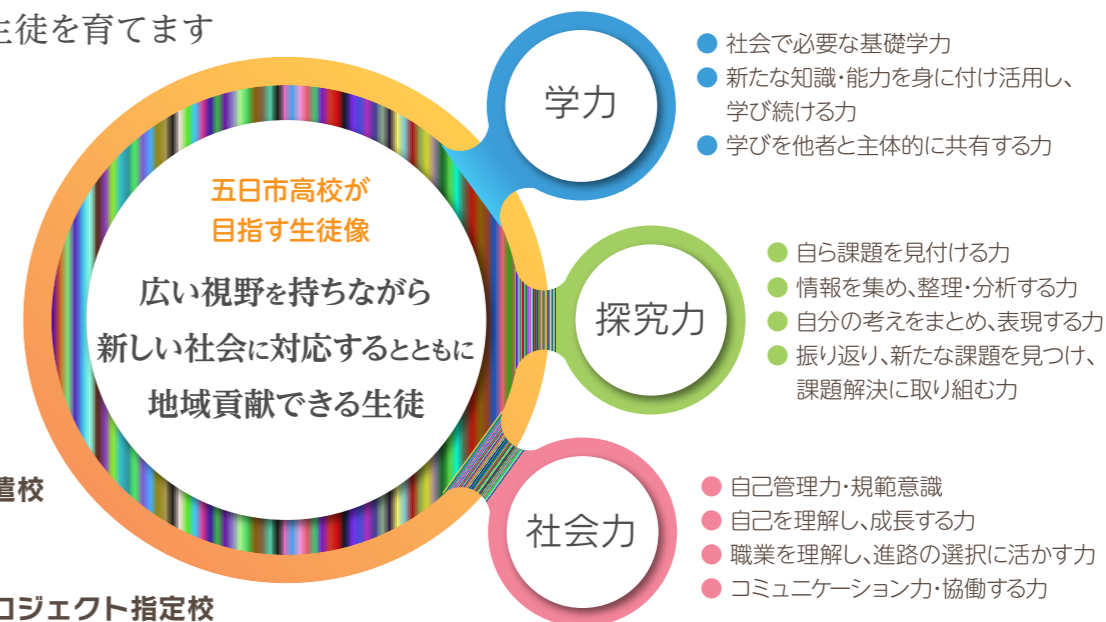 生徒を育てます
五日市高校が
目指す生徒像
広い視野を持ちながら
新しい社会に対応するとともに
地域貢献できる生徒
学力
● 社会で必要な基礎学力
● 新たな知識・能力を身に付け活用し、
学び続ける力
● 学びを他者と主体的に共有する力
探究力
● 自ら課題を見付ける力
● 情報を集め、整理・分析する力
● 自分の考えをまとめ、表現する力
● 振り返り、新たな課題を見つけ、
課題解決に取り組む力
社会力
● 自己管理力・規範意識
● 自己を理解し、成長する力
● 職業を理解し、進路の選択に活かす力
● コミュニケーション力・協働する力
遣校
ロジェクト指定校